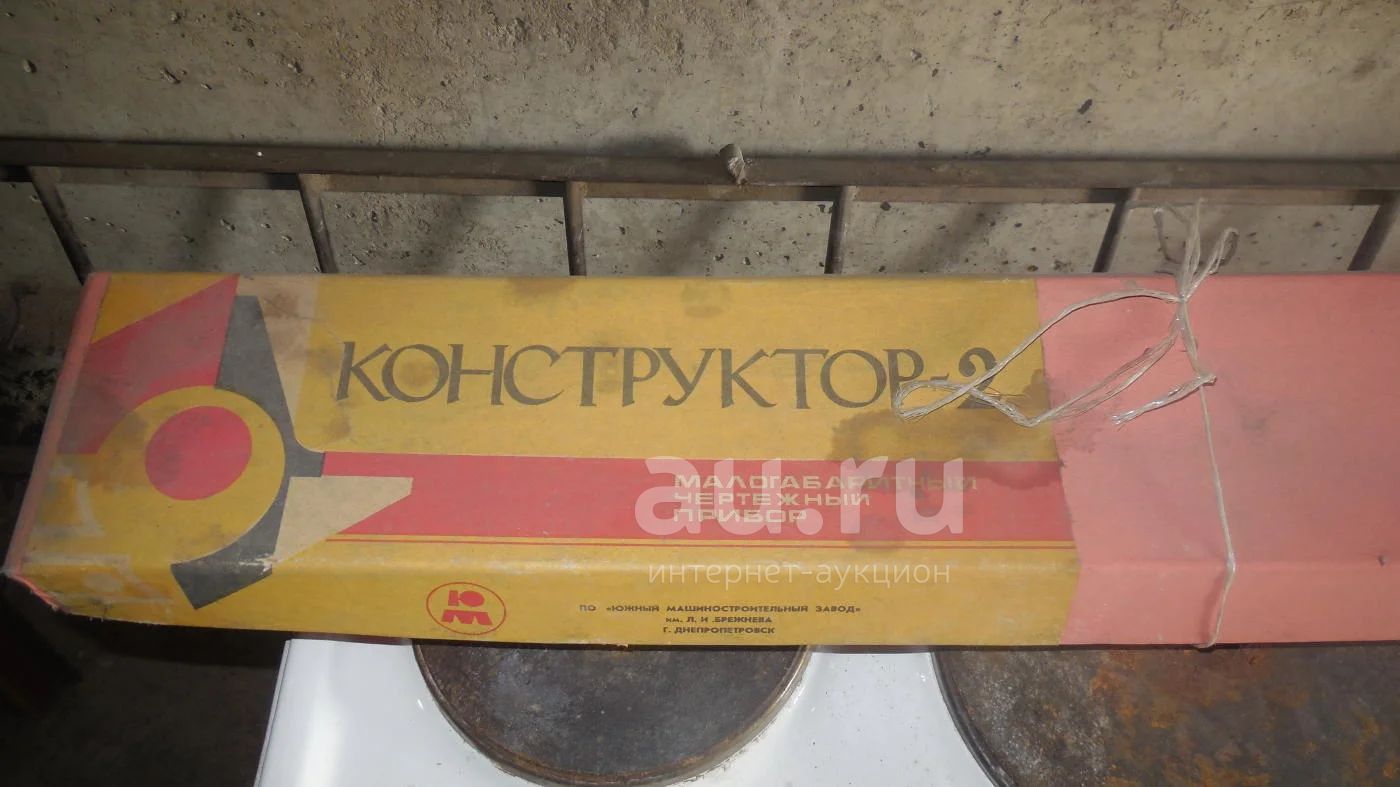 КОНСТРУКТОР-2
МАЛОГАБАРИТНЫЙ
ЧЕРТЕЖНЫЙ
ПРИБОР
au.ru
интернет-аукцион
ЮМ
ПО «ЮЖНЫЙ МАШИНОСТРОИТЕЛЬНЫЙ ЗАВОД»
им. Л. И .БРЕЖНЕВА
Г. ДНЕПРОПЕТРОВСК